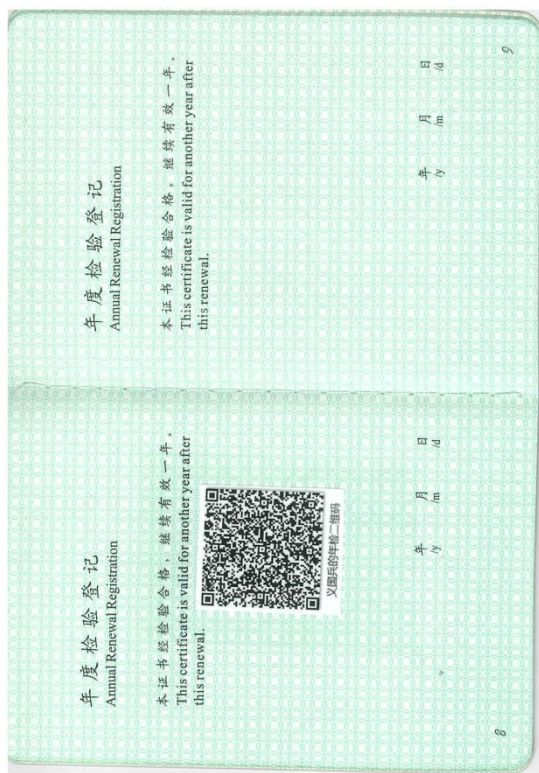 年度检验登记
Annual Renewal Registration
本证书经检验合格，继续有效一年。
This certificate is valid for another year after
this renewal.
义国兵的年检二维码
年 月 日
/y /m /d
8
年度检验登记
Annual Renewal Registration
本证书经检验合格，继续有效一年。
This certificate is valid for another year after
this renewal.
年 月 日
/y /m /d
9